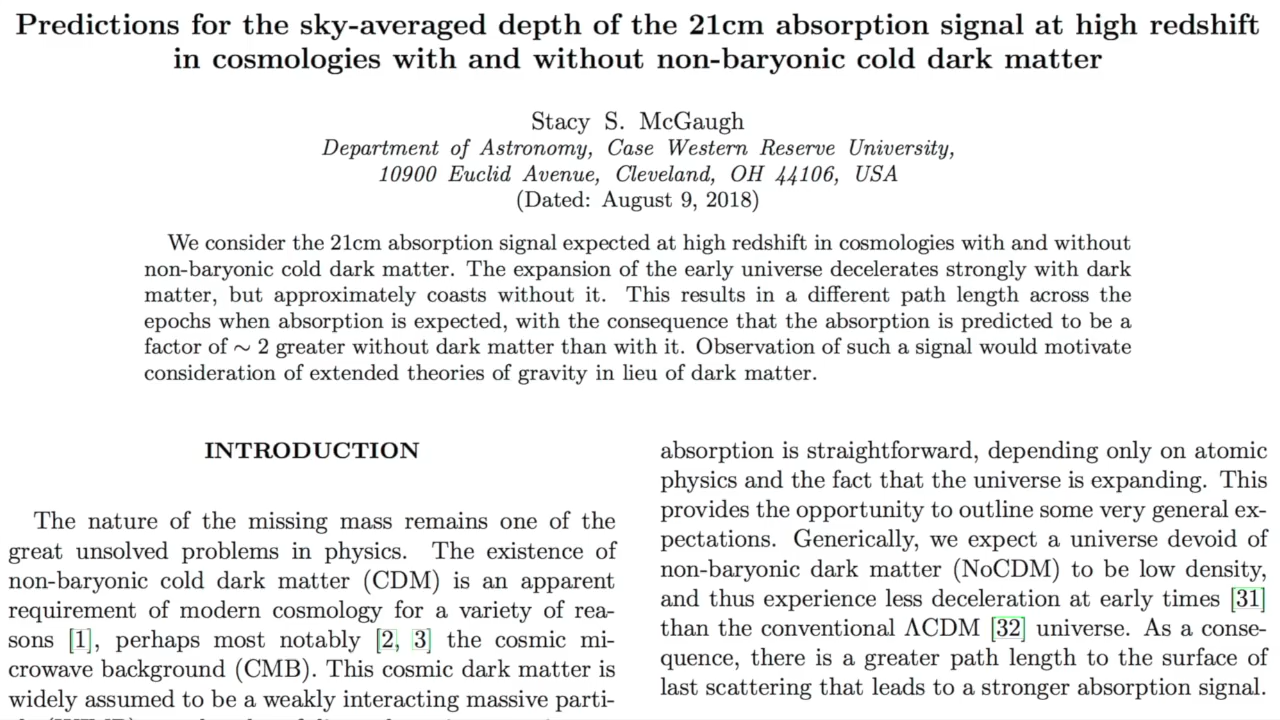 Predictions for the sky-averaged depth of the 21cm absorption signal at high redshift
in cosmologies with and without non-baryonic cold dark matter
Stacy S. McGaugh
Department of Astronomy, Case Western Reserve University,
10900 Euclid Avenue, Cleveland, OH 44106, USA
(Dated: August 9, 2018)
We consider the 21cm absorption signal expected at high redshift in cosmologies with and without
non-baryonic cold dark matter. The expansion of the early universe decelerates strongly with dark
matter, but approximately coasts without it. This results in a different path length across the
epochs when absorption is expected, with the consequence that the absorption is predicted to be a
factor of ∼ 2 greater without dark matter than with it. Observation of such a signal would motivate
consideration of extended theories of gravity in lieu of dark matter.
INTRODUCTION
The nature of the missing mass remains one of the
great unsolved problems in physics. The existence of
non-baryonic cold dark matter (CDM) is an apparent
requirement of modern cosmology for a variety of rea-
sons [1], perhaps most notably [2, 3] the cosmic mi-
crowave background (CMB). This cosmic dark matter is
widely assumed to be a weakly interacting massive parti-
absorption is straightforward, depending only on atomic
physics and the fact that the universe is expanding. This
provides the opportunity to outline some very general ex-
pectations. Generically, we expect a universe devoid of
non-baryonic dark matter (NoCDM) to be low density,
and thus experience less deceleration at early times [31]
than the conventional ΛCDM [32] universe. As a conse-
quence, there is a greater path length to the surface of
last scattering that leads to a stronger absorption signal.